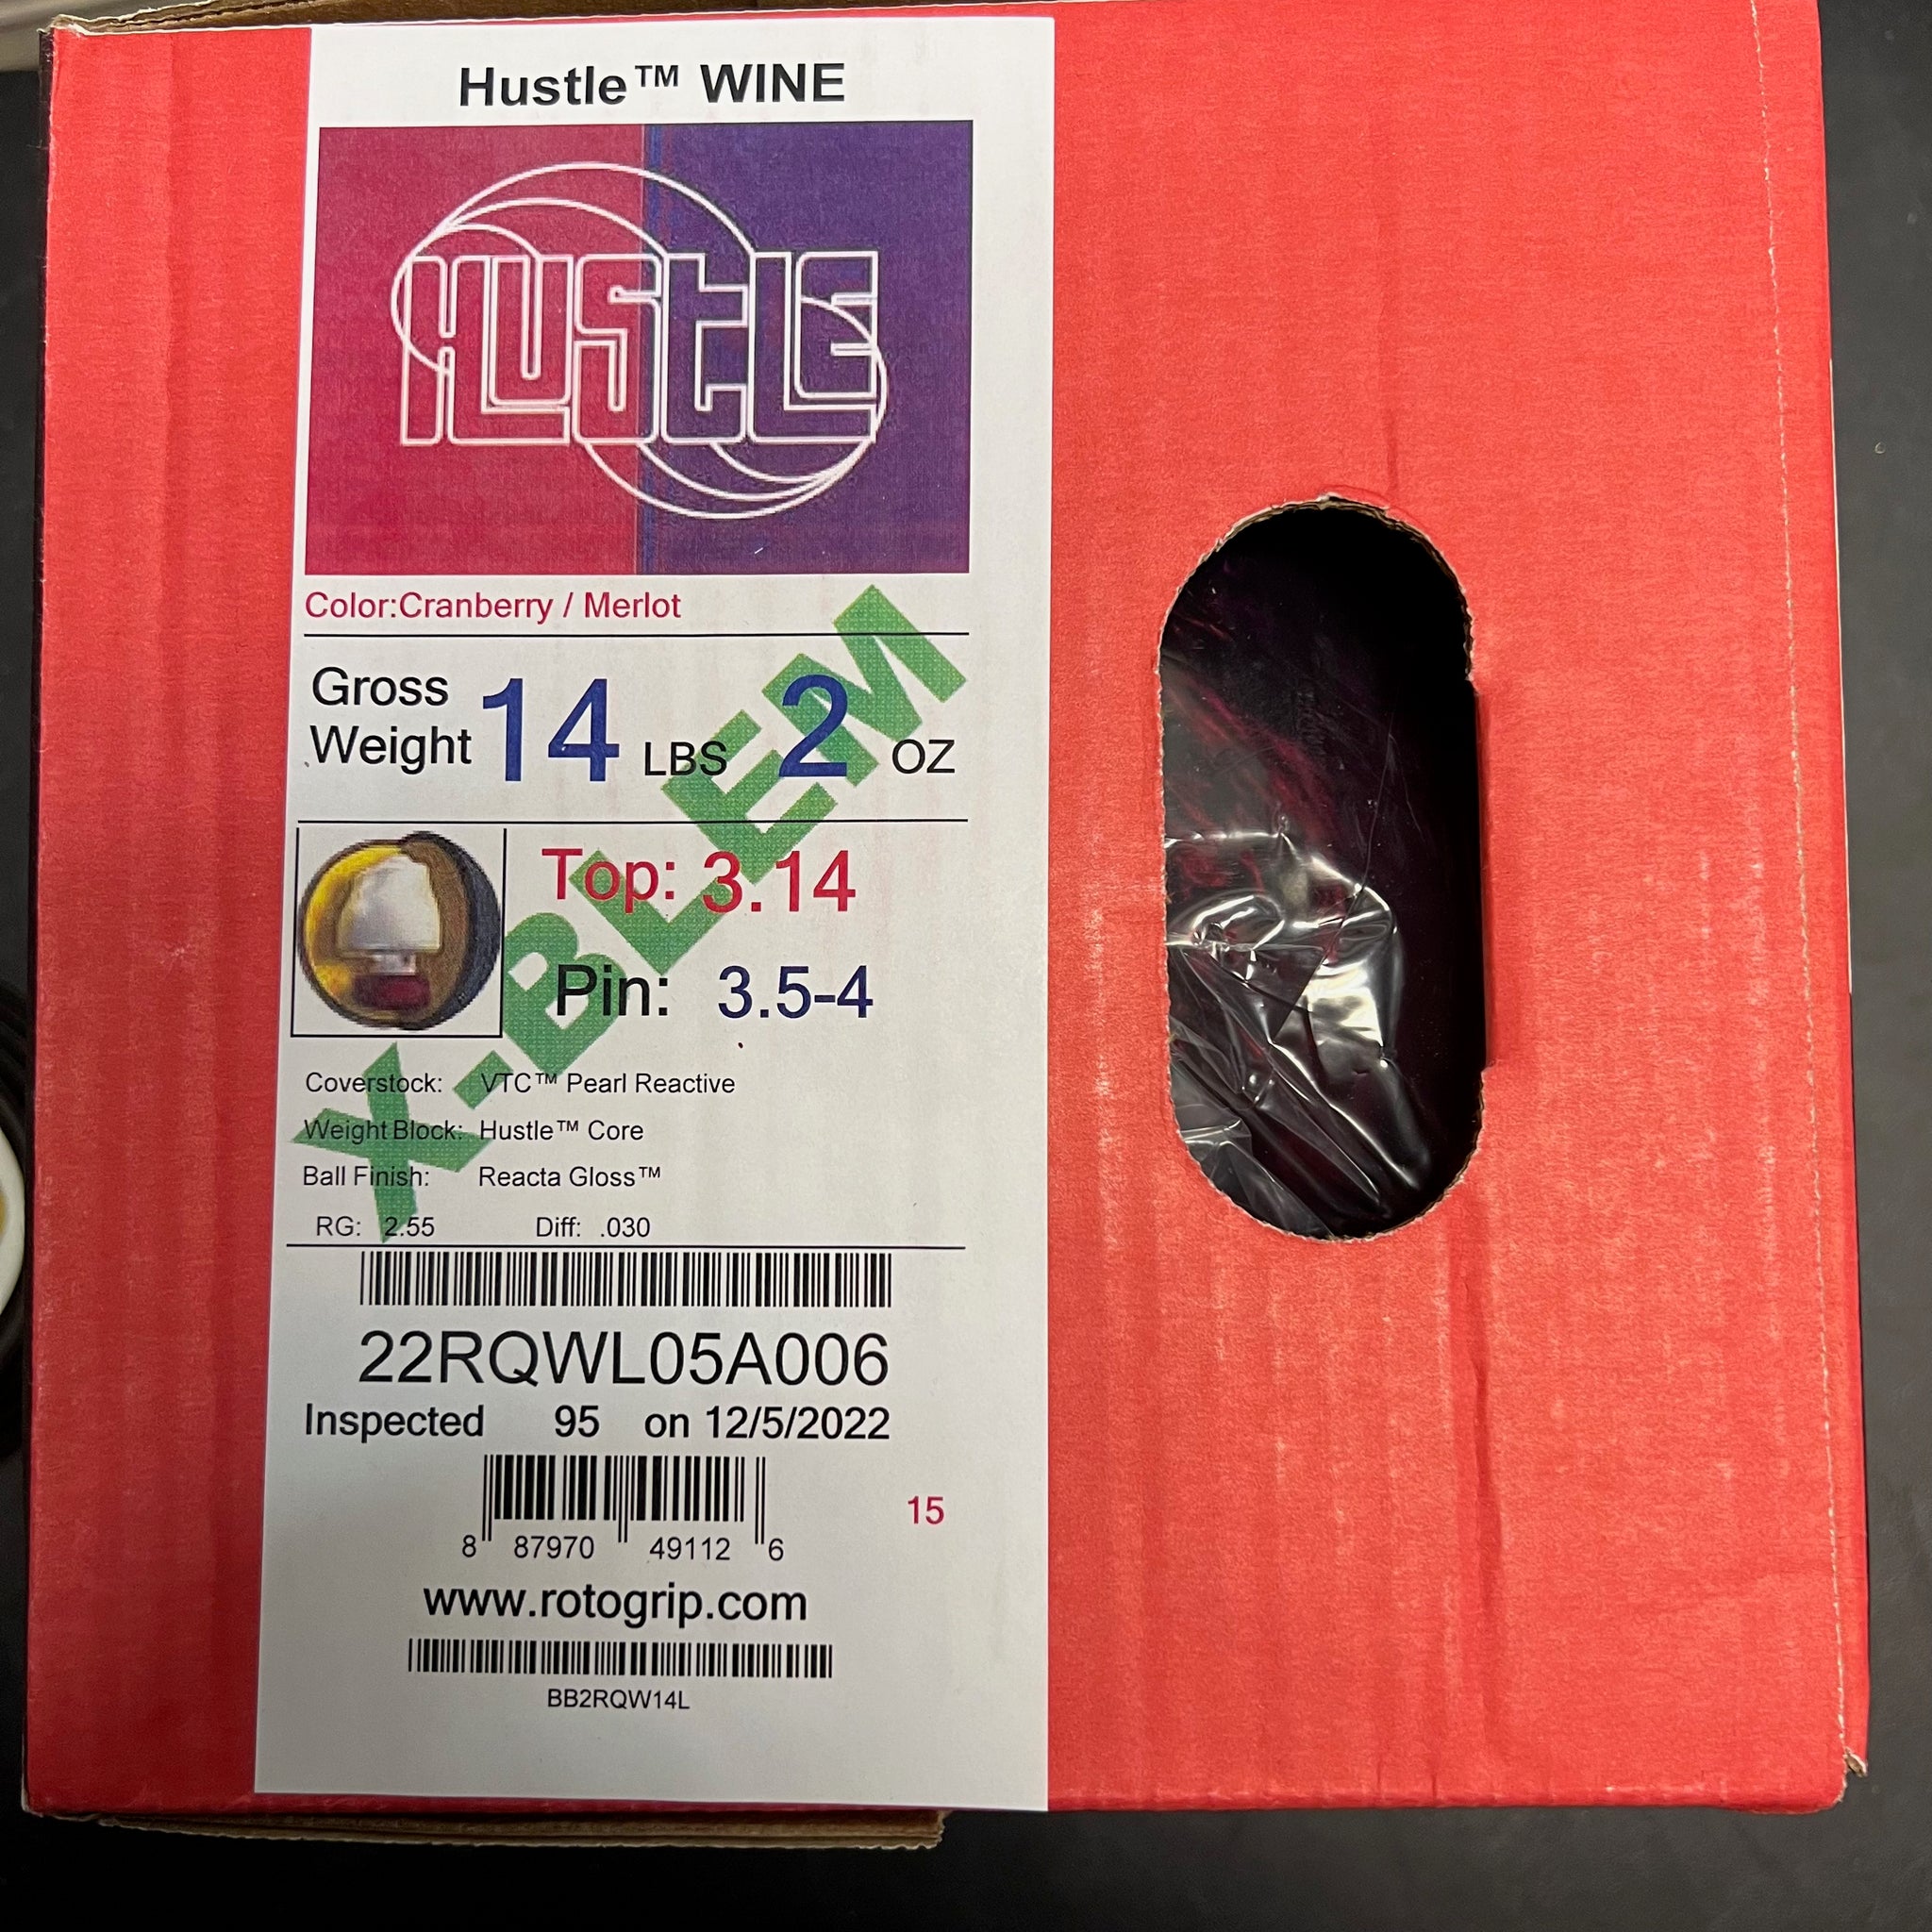 Hustle™ WINE
HUSTLE
Color:Cranberry / Merlot
Gross Weight 14 LBS 2 OZ
Top: 3.14
Pin: 3.5-4
X-BLEM
Coverstock: VTC™ Pearl Reactive
Weight Block: Hustle™ Core
Ball Finish: Reacta Gloss™
RG: 2.55 Diff: .030
22RQWL05A006
Inspected 95 on 12/5/2022
15
8 87970 49112 6
www.rotogrip.com
BB2RQW14L